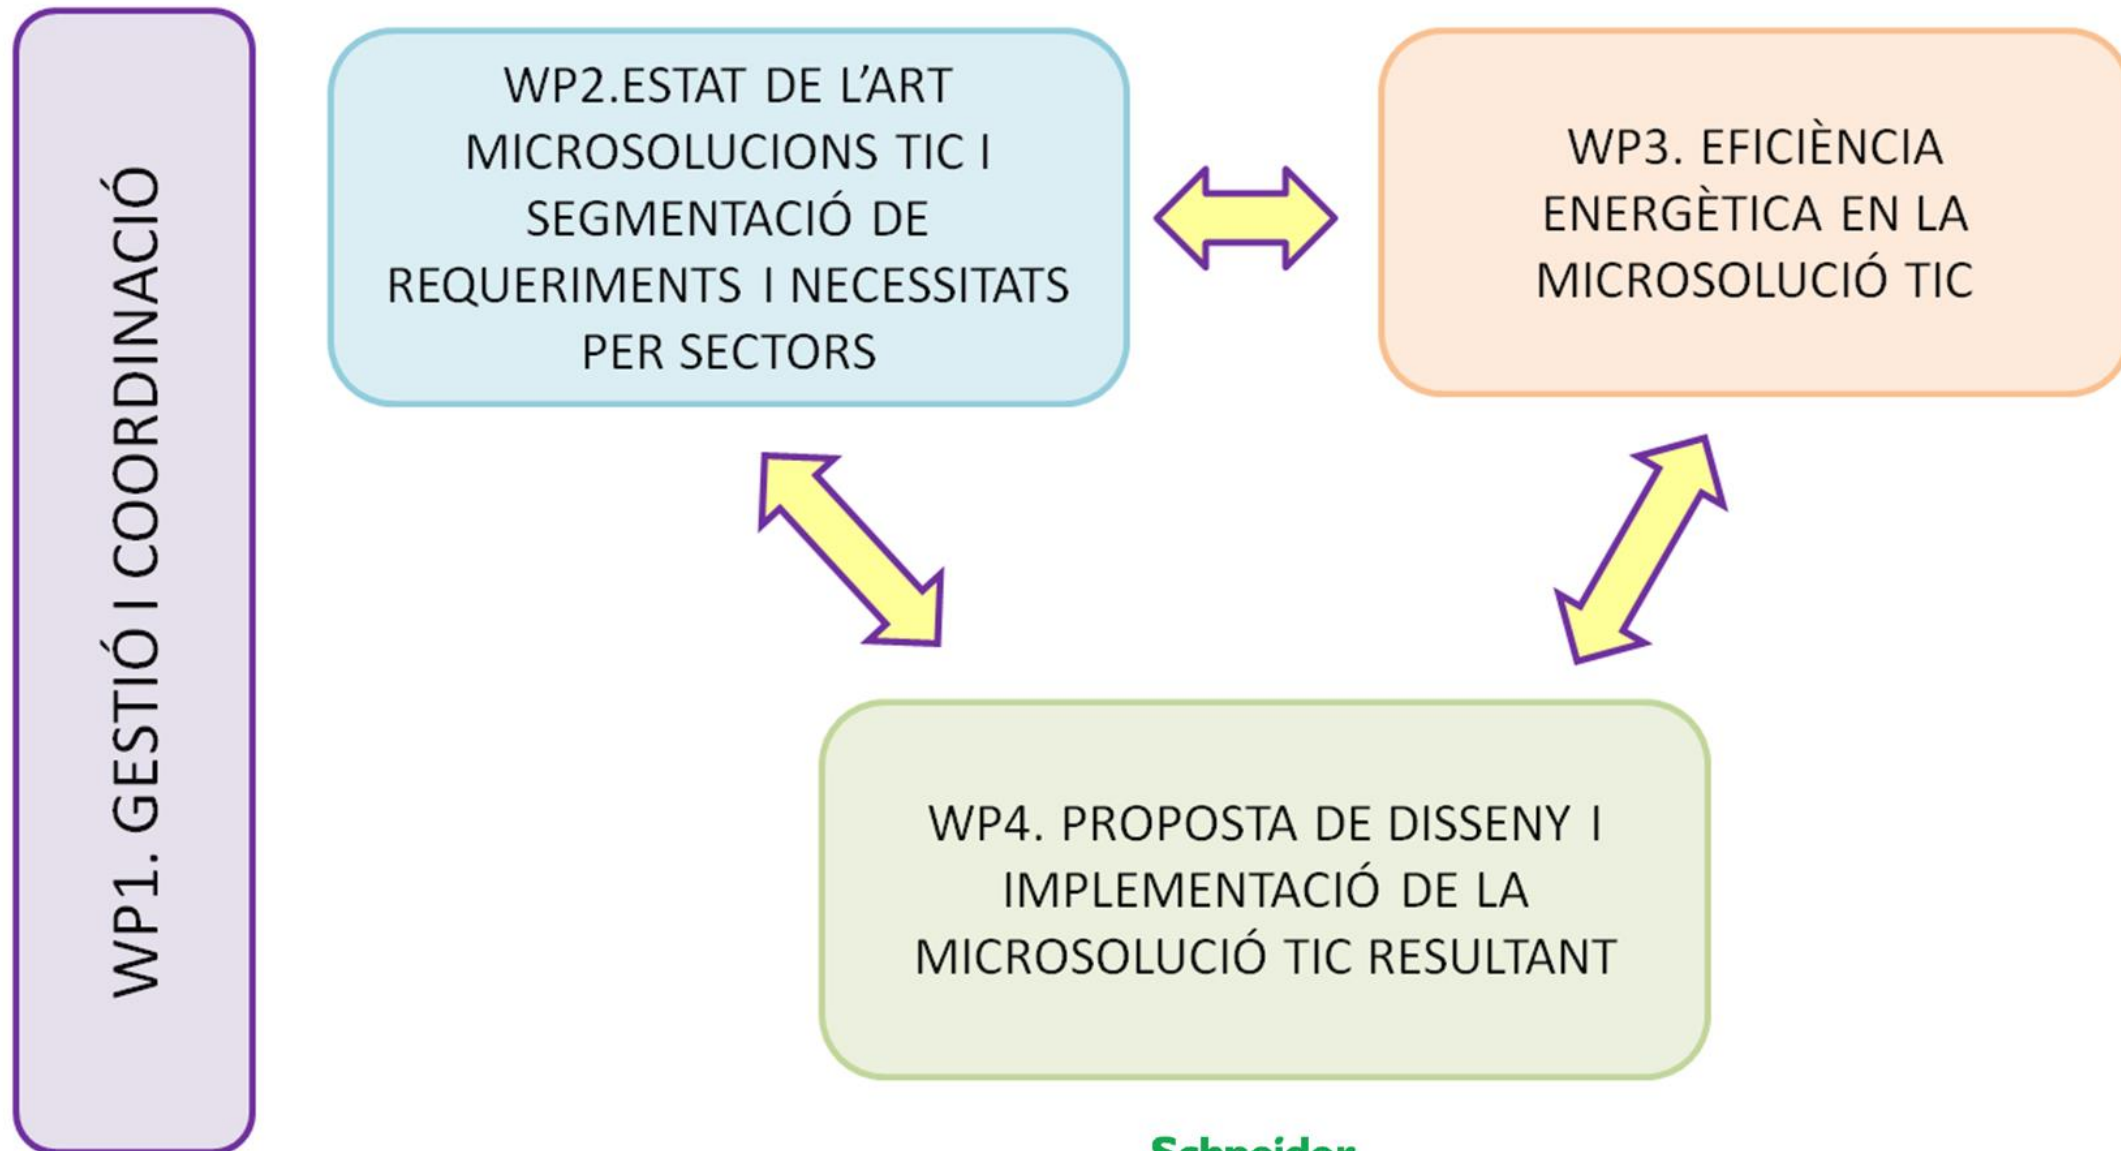 WP1. GESTIÓ I COORDINACIÓ
WP2.ESTAT DE L’ART
MICROSOLUCIONS TIC I
SEGMENTACIÓ DE
REQUERIMENTS I NECESSITATS
PER SECTORS
WP3. EFICIÈNCIA
ENERGÈTICA EN LA
MICROSOLUCIÓ TIC
WP4. PROPOSTA DE DISSENY I
IMPLEMENTACIÓ DE LA
MICROSOLUCIÓ TIC RESULTANT
Schneider